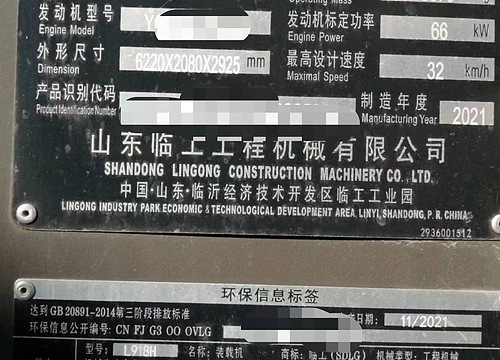 Operating Mass kg
发动机型号 发动机标定功率 66 kW
Engine Model Engine Power
外形尺寸 6220X2080X2925 mm 最高设计速度 32 km/h
Dimension Maximal Speed
产品识别代码 制造年度 2021
Product Identification Number Manufacturing Year
山东临工工程机械有限公司
SHANDONG LINGONG CONSTRUCTION MACHINERY CO., LTD.
中国·山东·临沂经济技术开发区临工工业园
LINGONG INDUSTRY PARK.ECONOMIC & TECHNOLOGICAL DEVELOPMENT AREA, LINYI, SHANDONG, P. R. CHINA
2936001512
环保信息标签
达到GB 20891-2014第三阶段排放标准
日期: 11/2021
环保信息公开编号: CN FJ G3 OO OVLG
型号: L918H 名称: 装载机 商标: 临工(SDLG) 机械类型: 工程机械